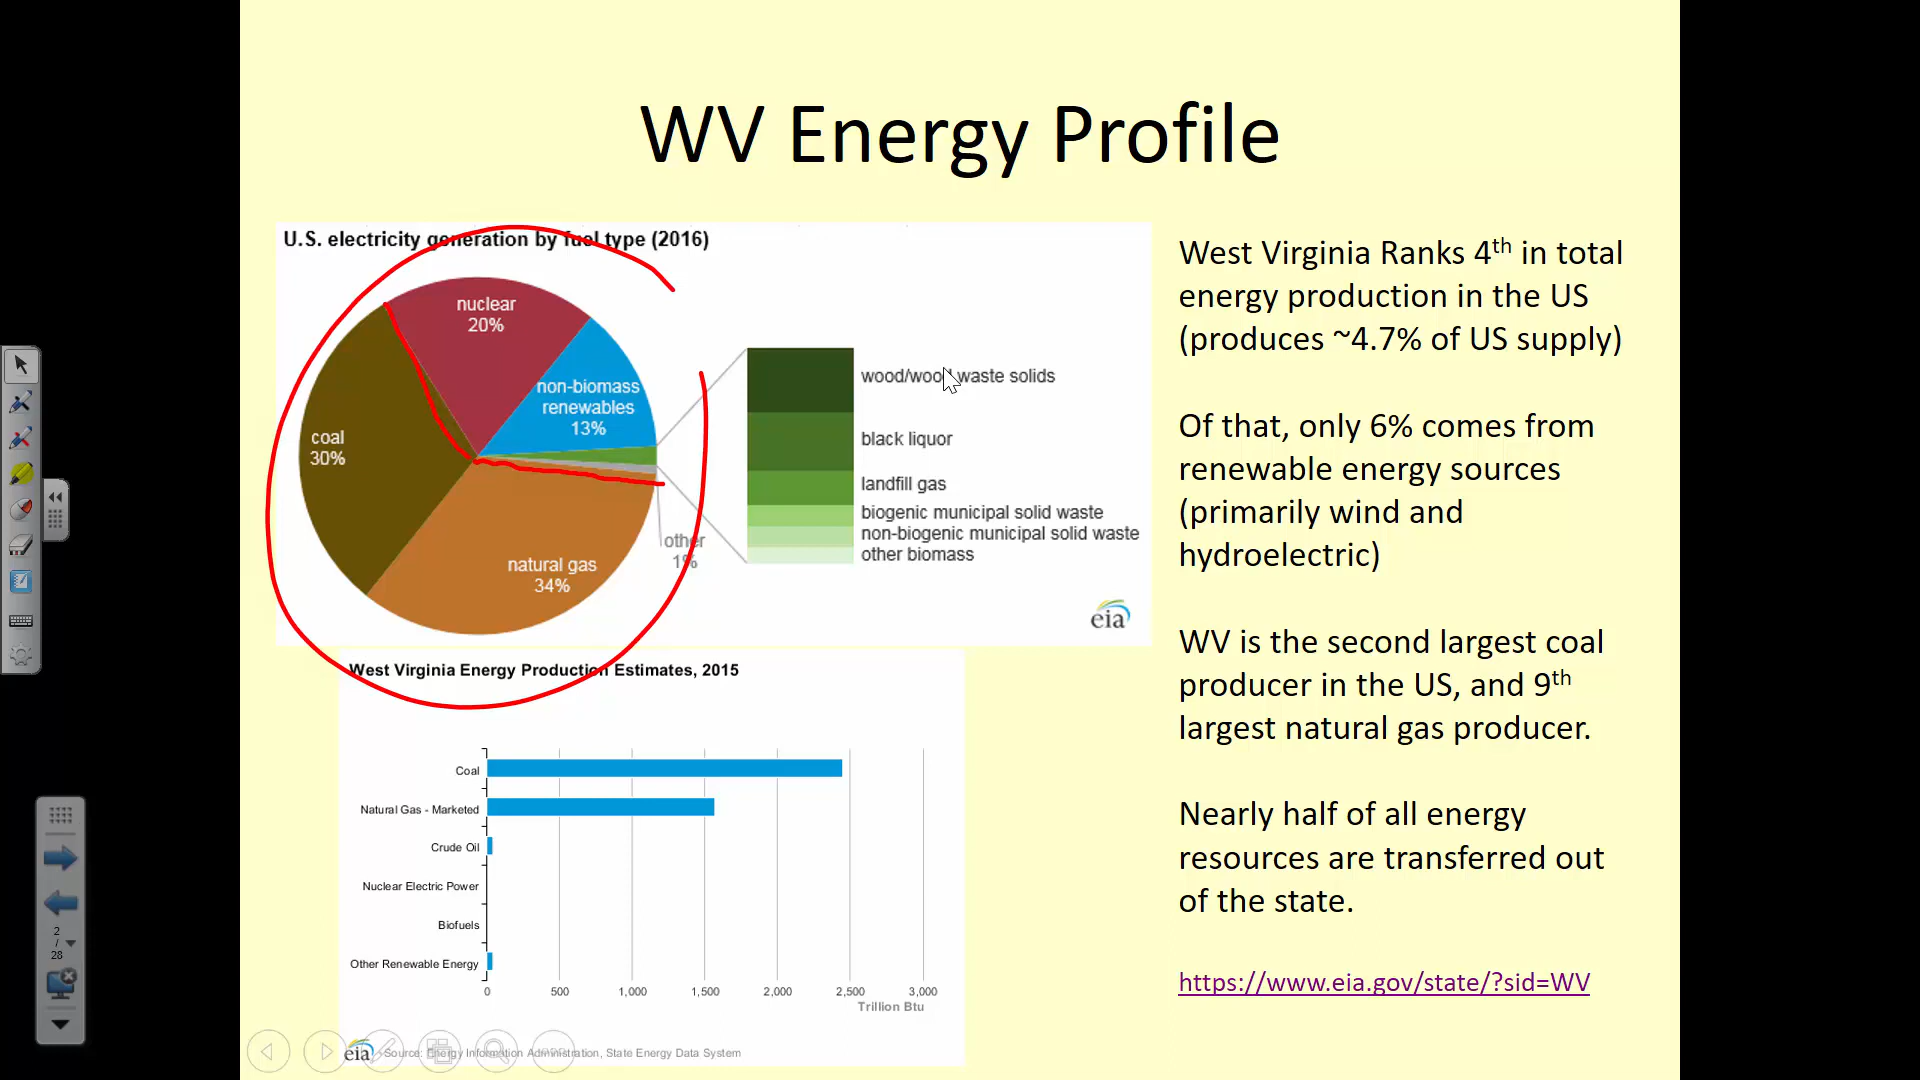 WV Energy Profile
U.S. electricity generation by fuel type (2016)
nuclear
20%
non-biomass
renewables
13%
coal
30%
natural gas
34%
other
1%
wood/wood waste solids
black liquor
landfill gas
biogenic municipal solid waste
non-biogenic municipal solid waste
other biomass
eia
West Virginia Energy Production Estimates, 2015
Coal
Natural Gas - Marketed
Crude Oil
Nuclear Electric Power
Biofuels
Other Renewable Energy
0 500 1,000 1,500 2,000 2,500 3,000
Trillion Btu
eia Source: Energy Information Administration, State Energy Data System
West Virginia Ranks 4th in total
energy production in the US
(produces ~4.7% of US supply)
Of that, only 6% comes from
renewable energy sources
(primarily wind and
hydroelectric)
WV is the second largest coal
producer in the US, and 9th
largest natural gas producer.
Nearly half of all energy
resources are transferred out
of the state.
https://www.eia.gov/state/?sid=WV
2
/
28